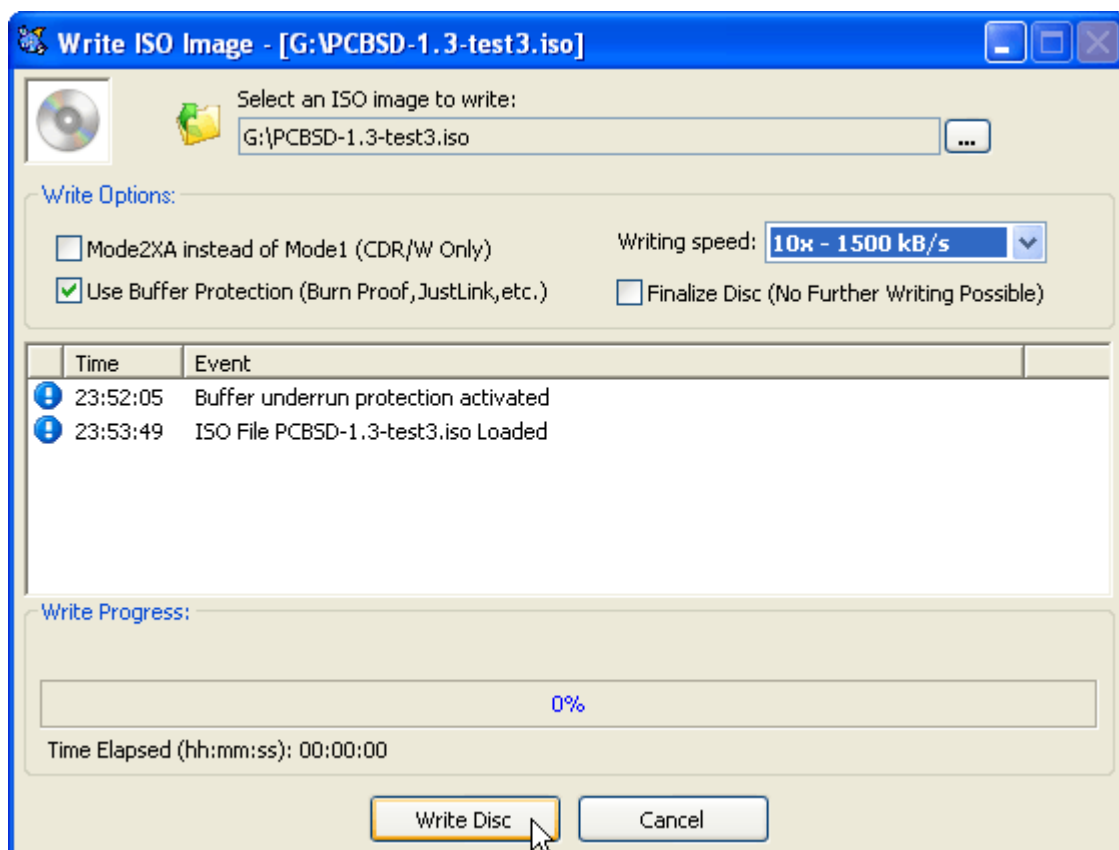 Write ISO Image - [G:\PCBSD-1.3-test3.iso]
Select an ISO image to write:
G:\PCBSD-1.3-test3.iso
...
Write Options:
Mode2XA instead of Mode1 (CDR/W Only)
Writing speed: 10x - 1500 kB/s
Use Buffer Protection (Burn Proof,JustLink,etc.)
Finalize Disc (No Further Writing Possible)
Time Event
23:52:05 Buffer underrun protection activated
23:53:49 ISO File PCBSD-1.3-test3.iso Loaded
Write Progress:
0%
Time Elapsed (hh:mm:ss): 00:00:00
Write Disc Cancel